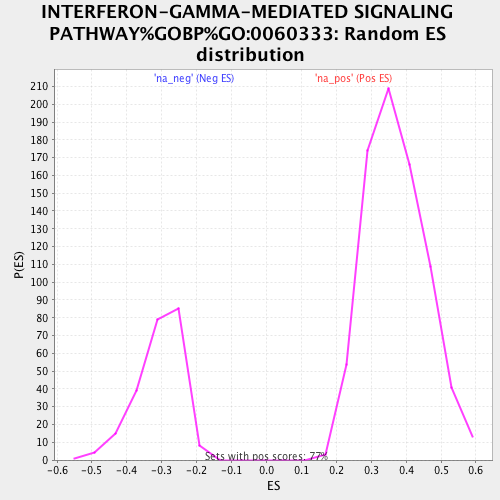 INTERFERON-GAMMA-MEDIATED SIGNALING
PATHWAY%GOBP%GO:0060333: Random ES
distribution
'na_neg' (Neg ES)
'na_pos' (Pos ES)
210
200
190
180
170
160
150
140
130
120
110
100
90
80
70
60
50
40
30
20
10
0
P(ES)
Sets with pos scores: 77%
-0.6 -0.5 -0.4 -0.3 -0.2 -0.1 0.0 0.1 0.2 0.3 0.4 0.5 0.6
ES